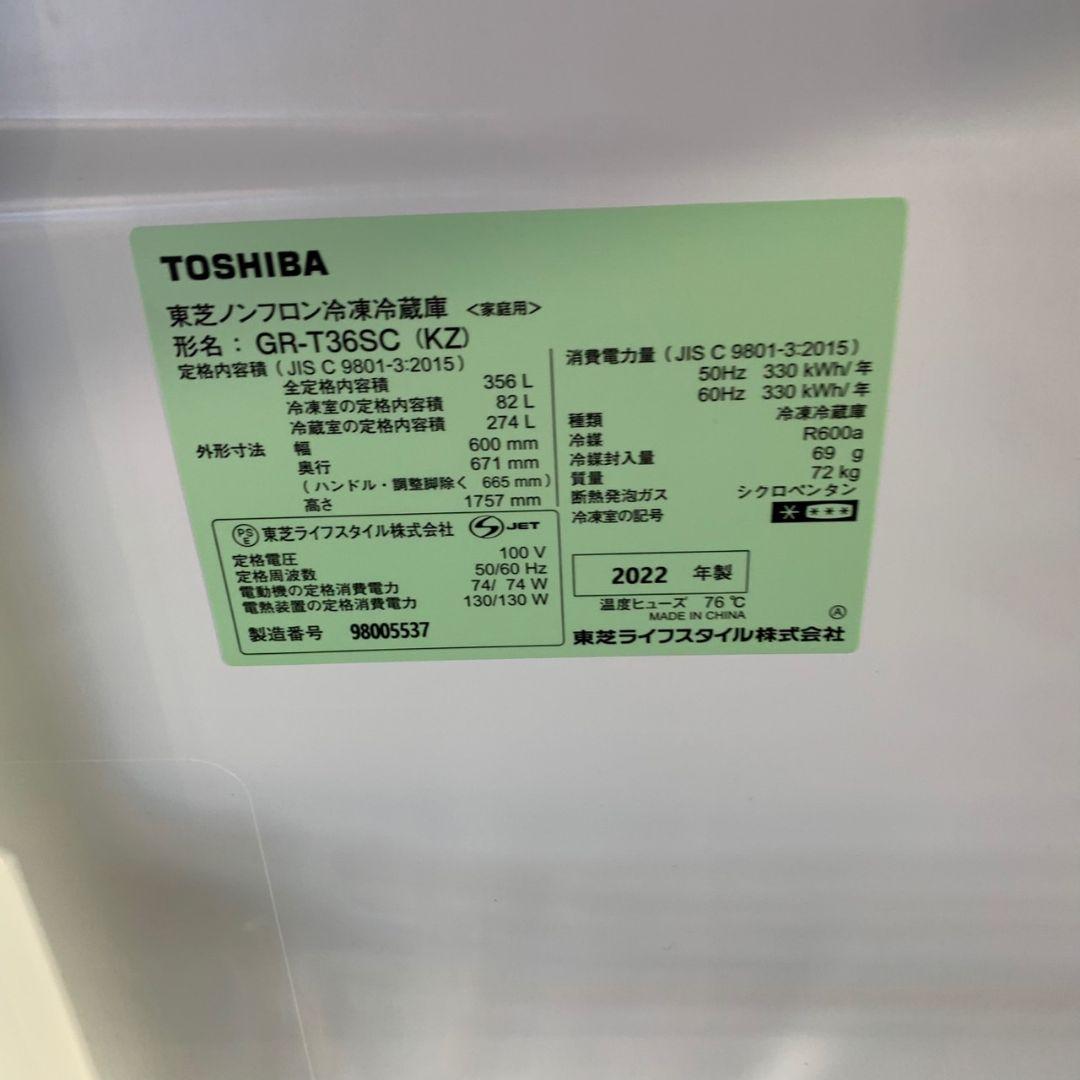 TOSHIBA
東芝ノンフロン冷凍冷蔵庫 <家庭用>
形名： GR-T36SC (KZ)
定格内容積 ( JIS C 9801-3:2015 )
全定格内容積 356 L
冷凍室の定格内容積 82 L
冷蔵室の定格内容積 274 L
外形寸法 幅 600 mm
奥行 671 mm
( ハンドル・調整脚除く 665 mm )
高さ 1757 mm
PS
E
東芝ライフスタイル株式会社 S JET
定格電圧 100 V
定格周波数 50/60 Hz
電動機の定格消費電力 74/ 74 W
電熱装置の定格消費電力 130/130 W
製造番号 98005537
消費電力量 ( JIS C 9801-3:2015 )
50Hz 330 kWh/年
60Hz 330 kWh/年
種類 冷凍冷蔵庫
冷媒 R600a
冷媒封入量 69 g
質量 72 kg
断熱発泡ガス シクロペンタン
冷凍室の記号
2022 年製
温度ヒューズ 76 ℃
MADE IN CHINA Ⓐ
東芝ライフスタイル株式会社